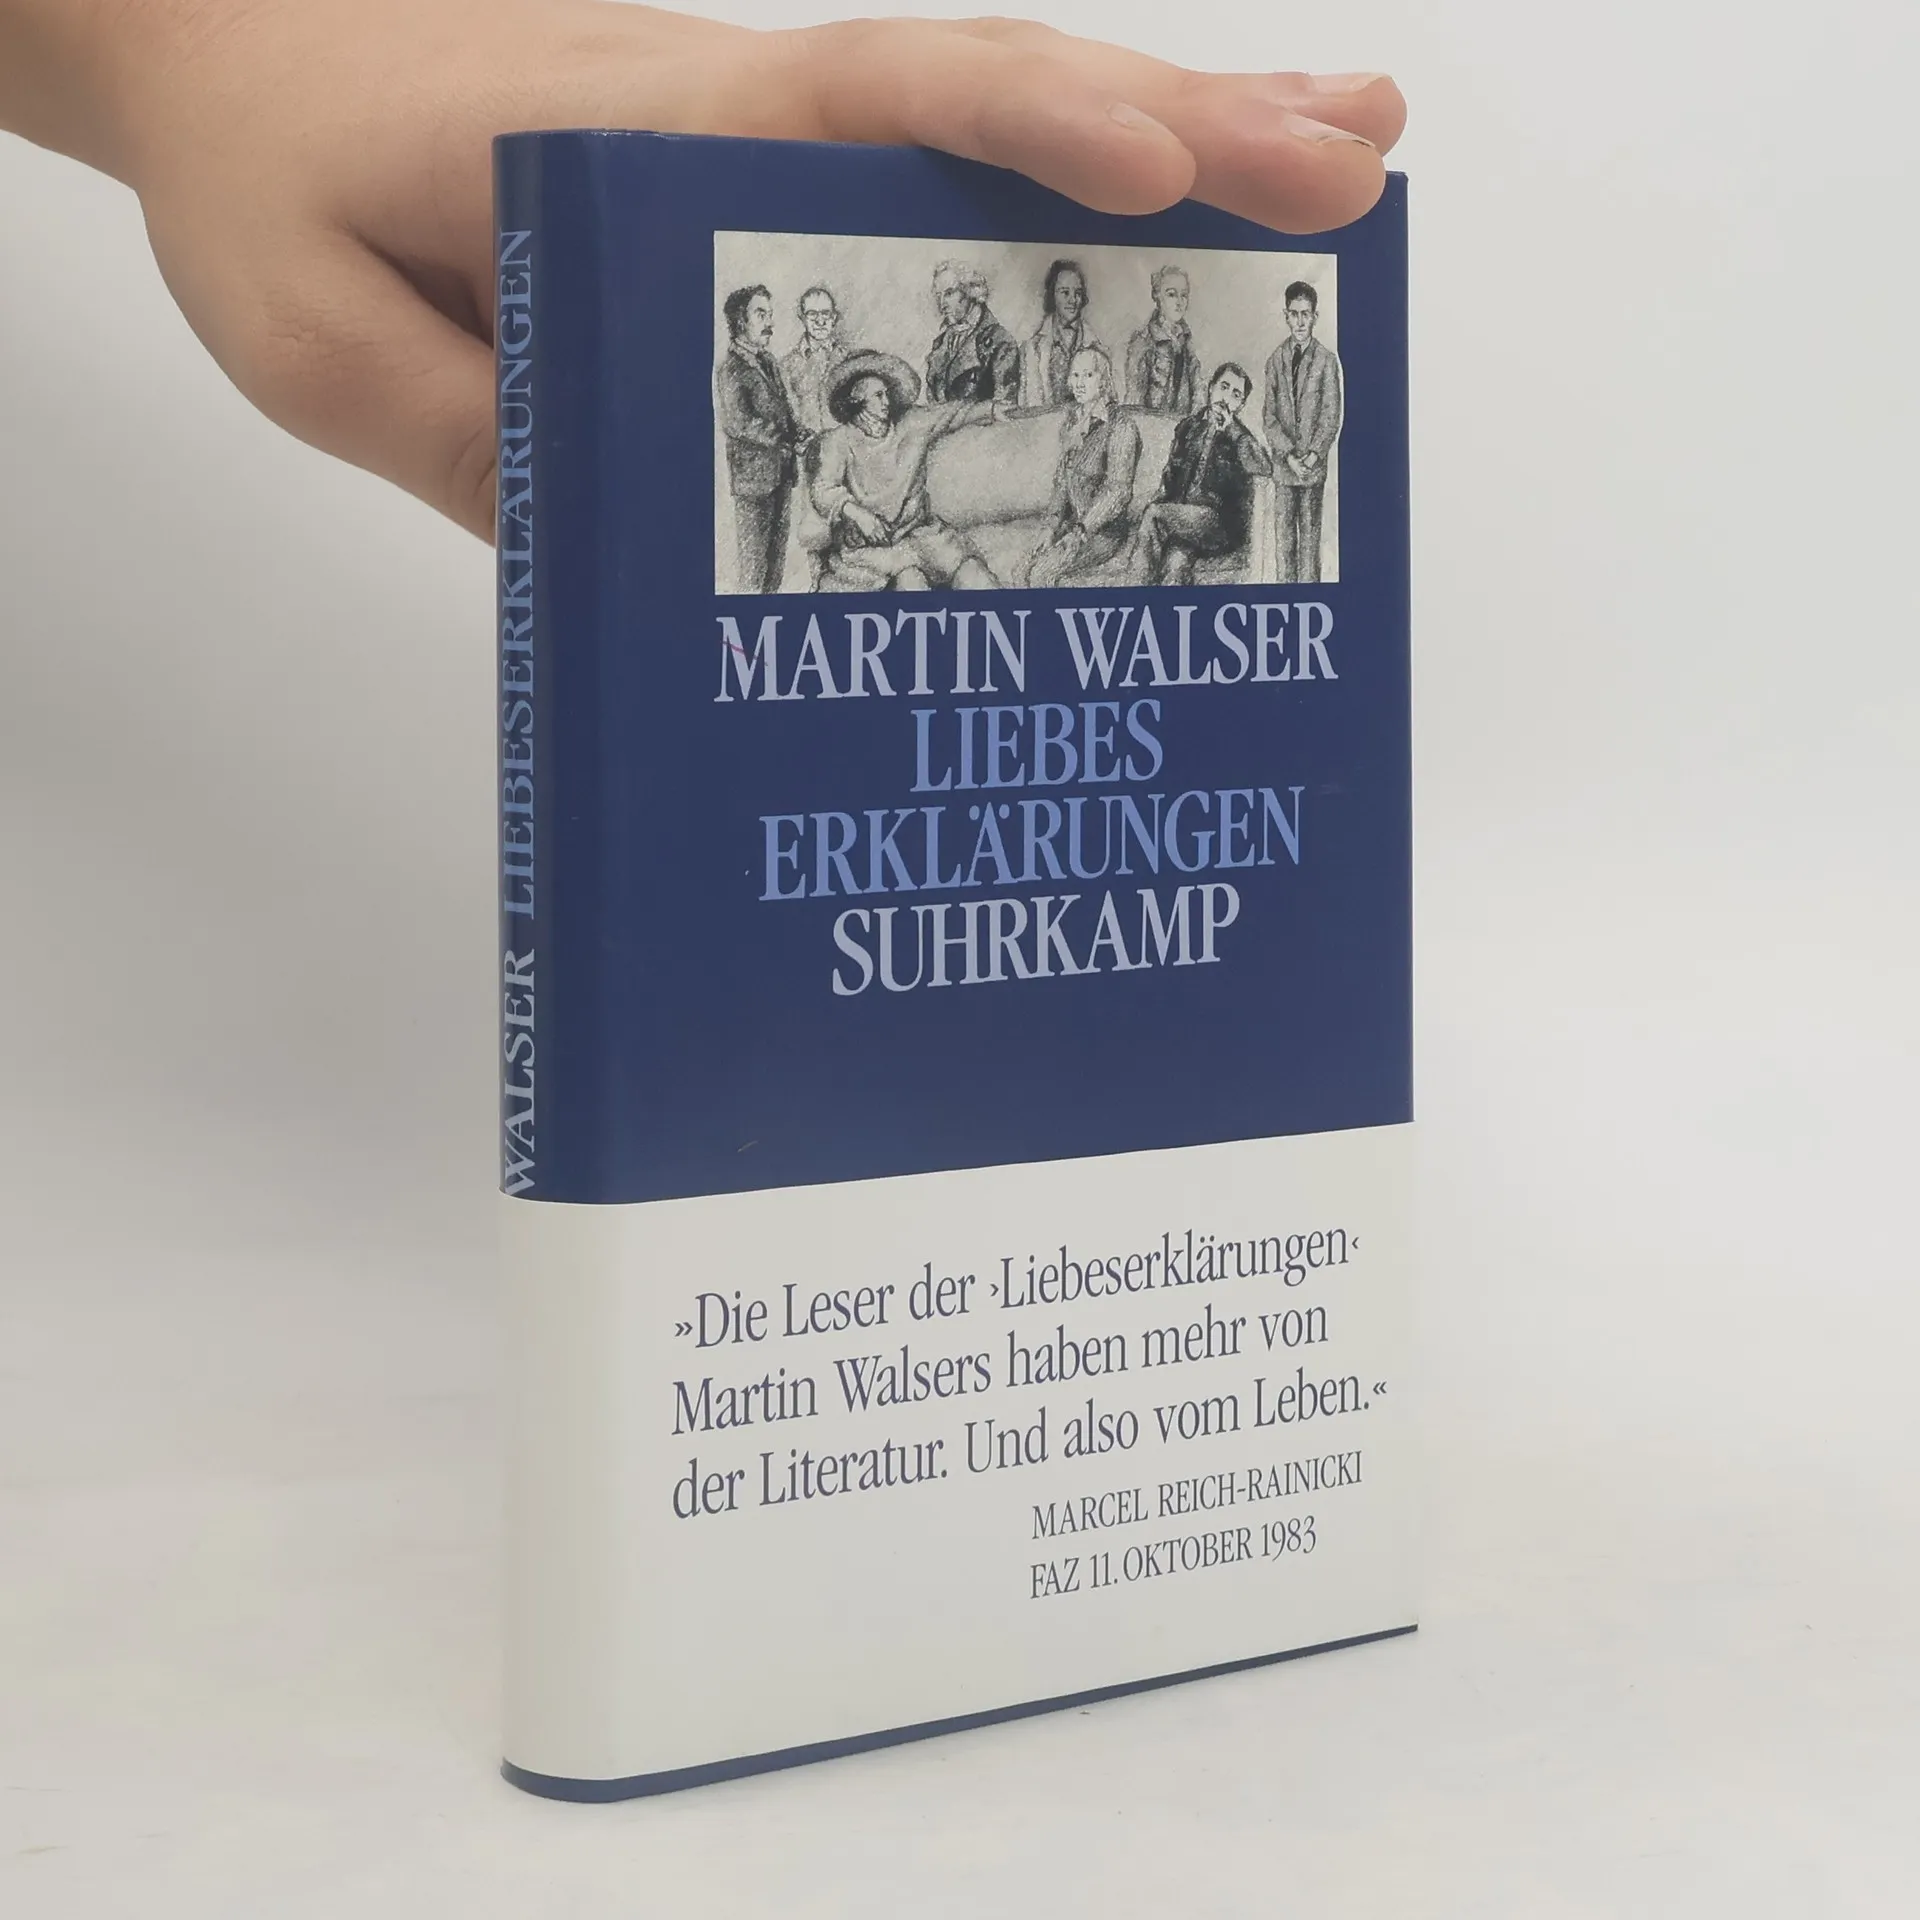 WALSER LIEBESERKLÄRUNGEN
MARTIN WALSER
LIEBES
ERKLÄRUNGEN
SUHRKAMP
»Die Leser der ›Liebeserklärungen‹
Martin Walsers haben mehr von
der Literatur. Und also vom Leben.«
MARCEL REICH-RAINICKI
FAZ 11. OKTOBER 1983